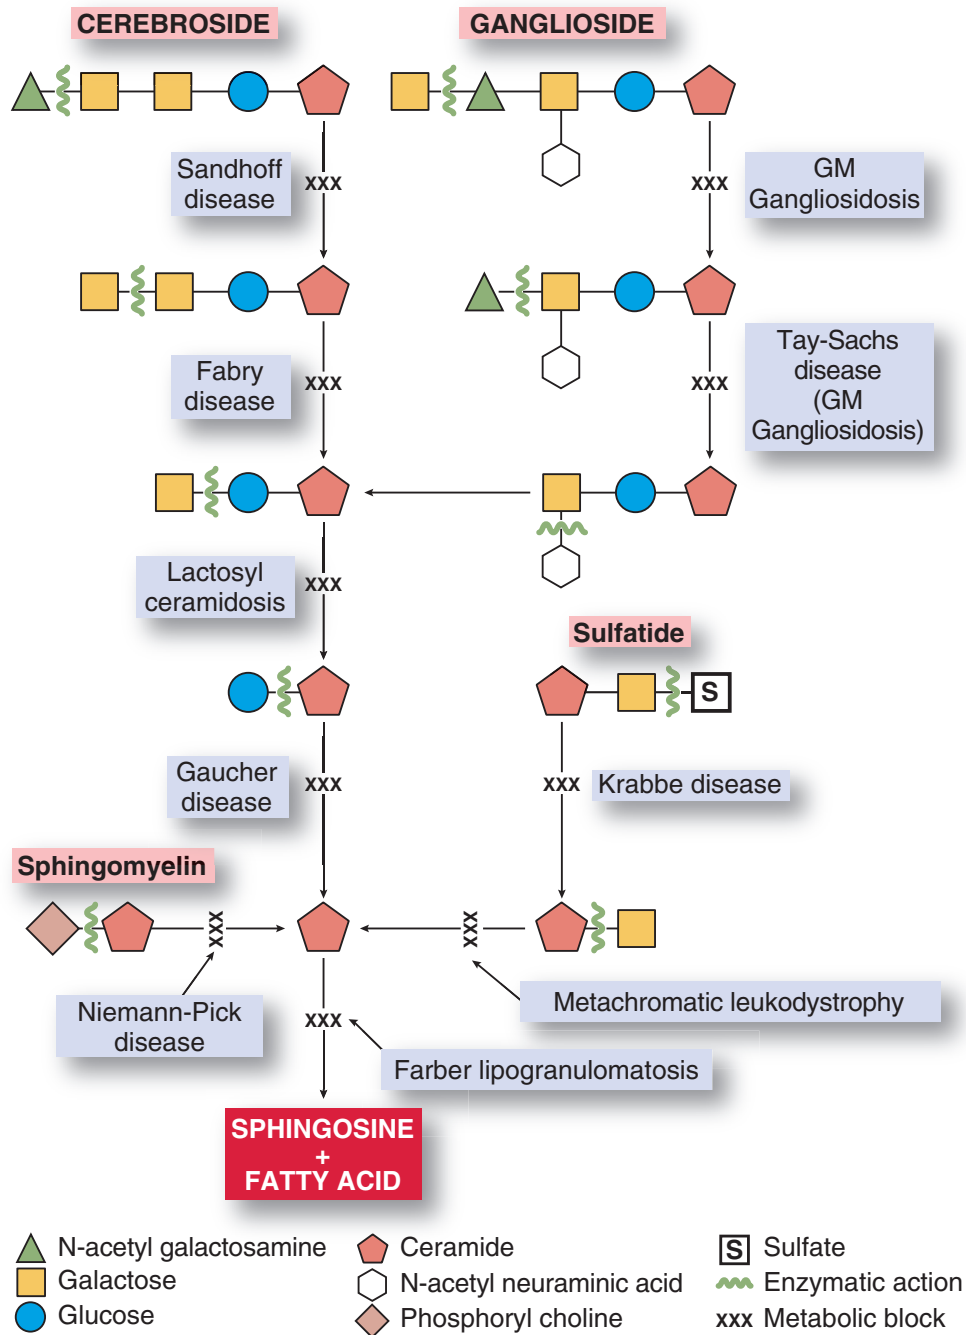 CEREBROSIDE
GANGLIOSIDE
Sandhoff
disease
xxx
xxx
GM
Gangliosidosis
Fabry
disease
xxx
xxx
Tay-Sachs
disease
(GM
Gangliosidosis)
Lactosyl
ceramidosis
xxx
Sulfatide
S
Gaucher
disease
xxx
xxx
Krabbe disease
Sphingomyelin
xxx
xxx
Niemann-Pick
disease
xxx
Metachromatic leukodystrophy
Farber lipogranulomatosis
SPHINGOSINE
+
FATTY ACID
N-acetyl galactosamine
Ceramide
S Sulfate
Galactose
N-acetyl neuraminic acid
Enzymatic action
Glucose
Phosphoryl choline
xxx Metabolic block